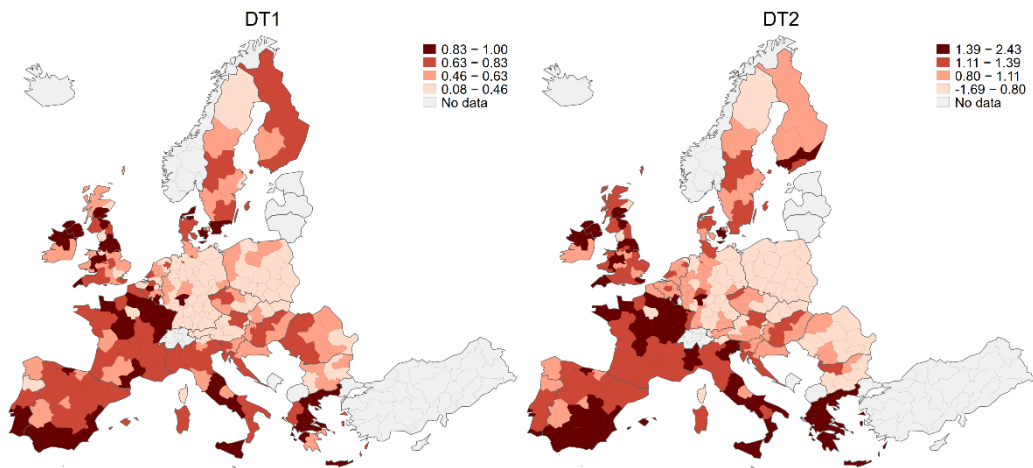 DT1
0.83 – 1.00
0.63 – 0.83
0.46 – 0.63
0.08 – 0.46
No data
DT2
1.39 – 2.43
1.11 – 1.39
0.80 – 1.11
-1.69 – 0.80
No data